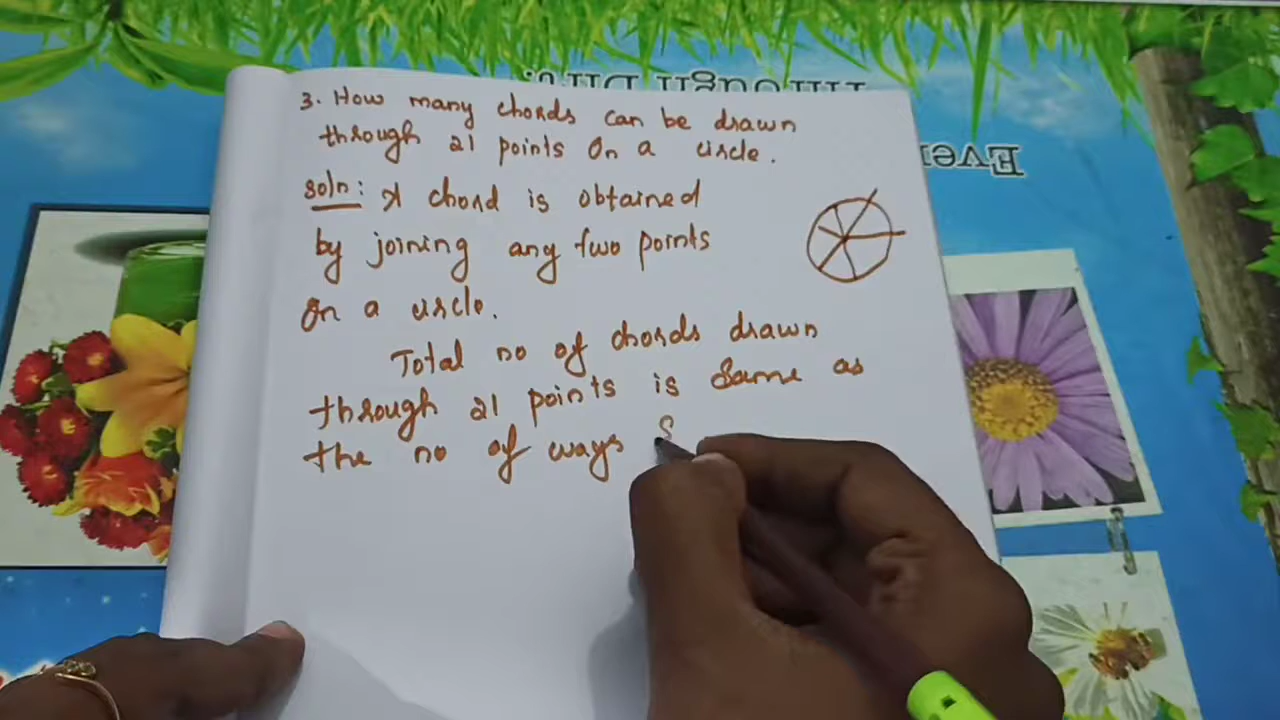 3. How many chords can be drawn
through 21 points on a circle.
Soln: A chord is obtained
by joining any two points
on a circle.
Total no of chords drawn
through 21 points is same as
the no of ways s